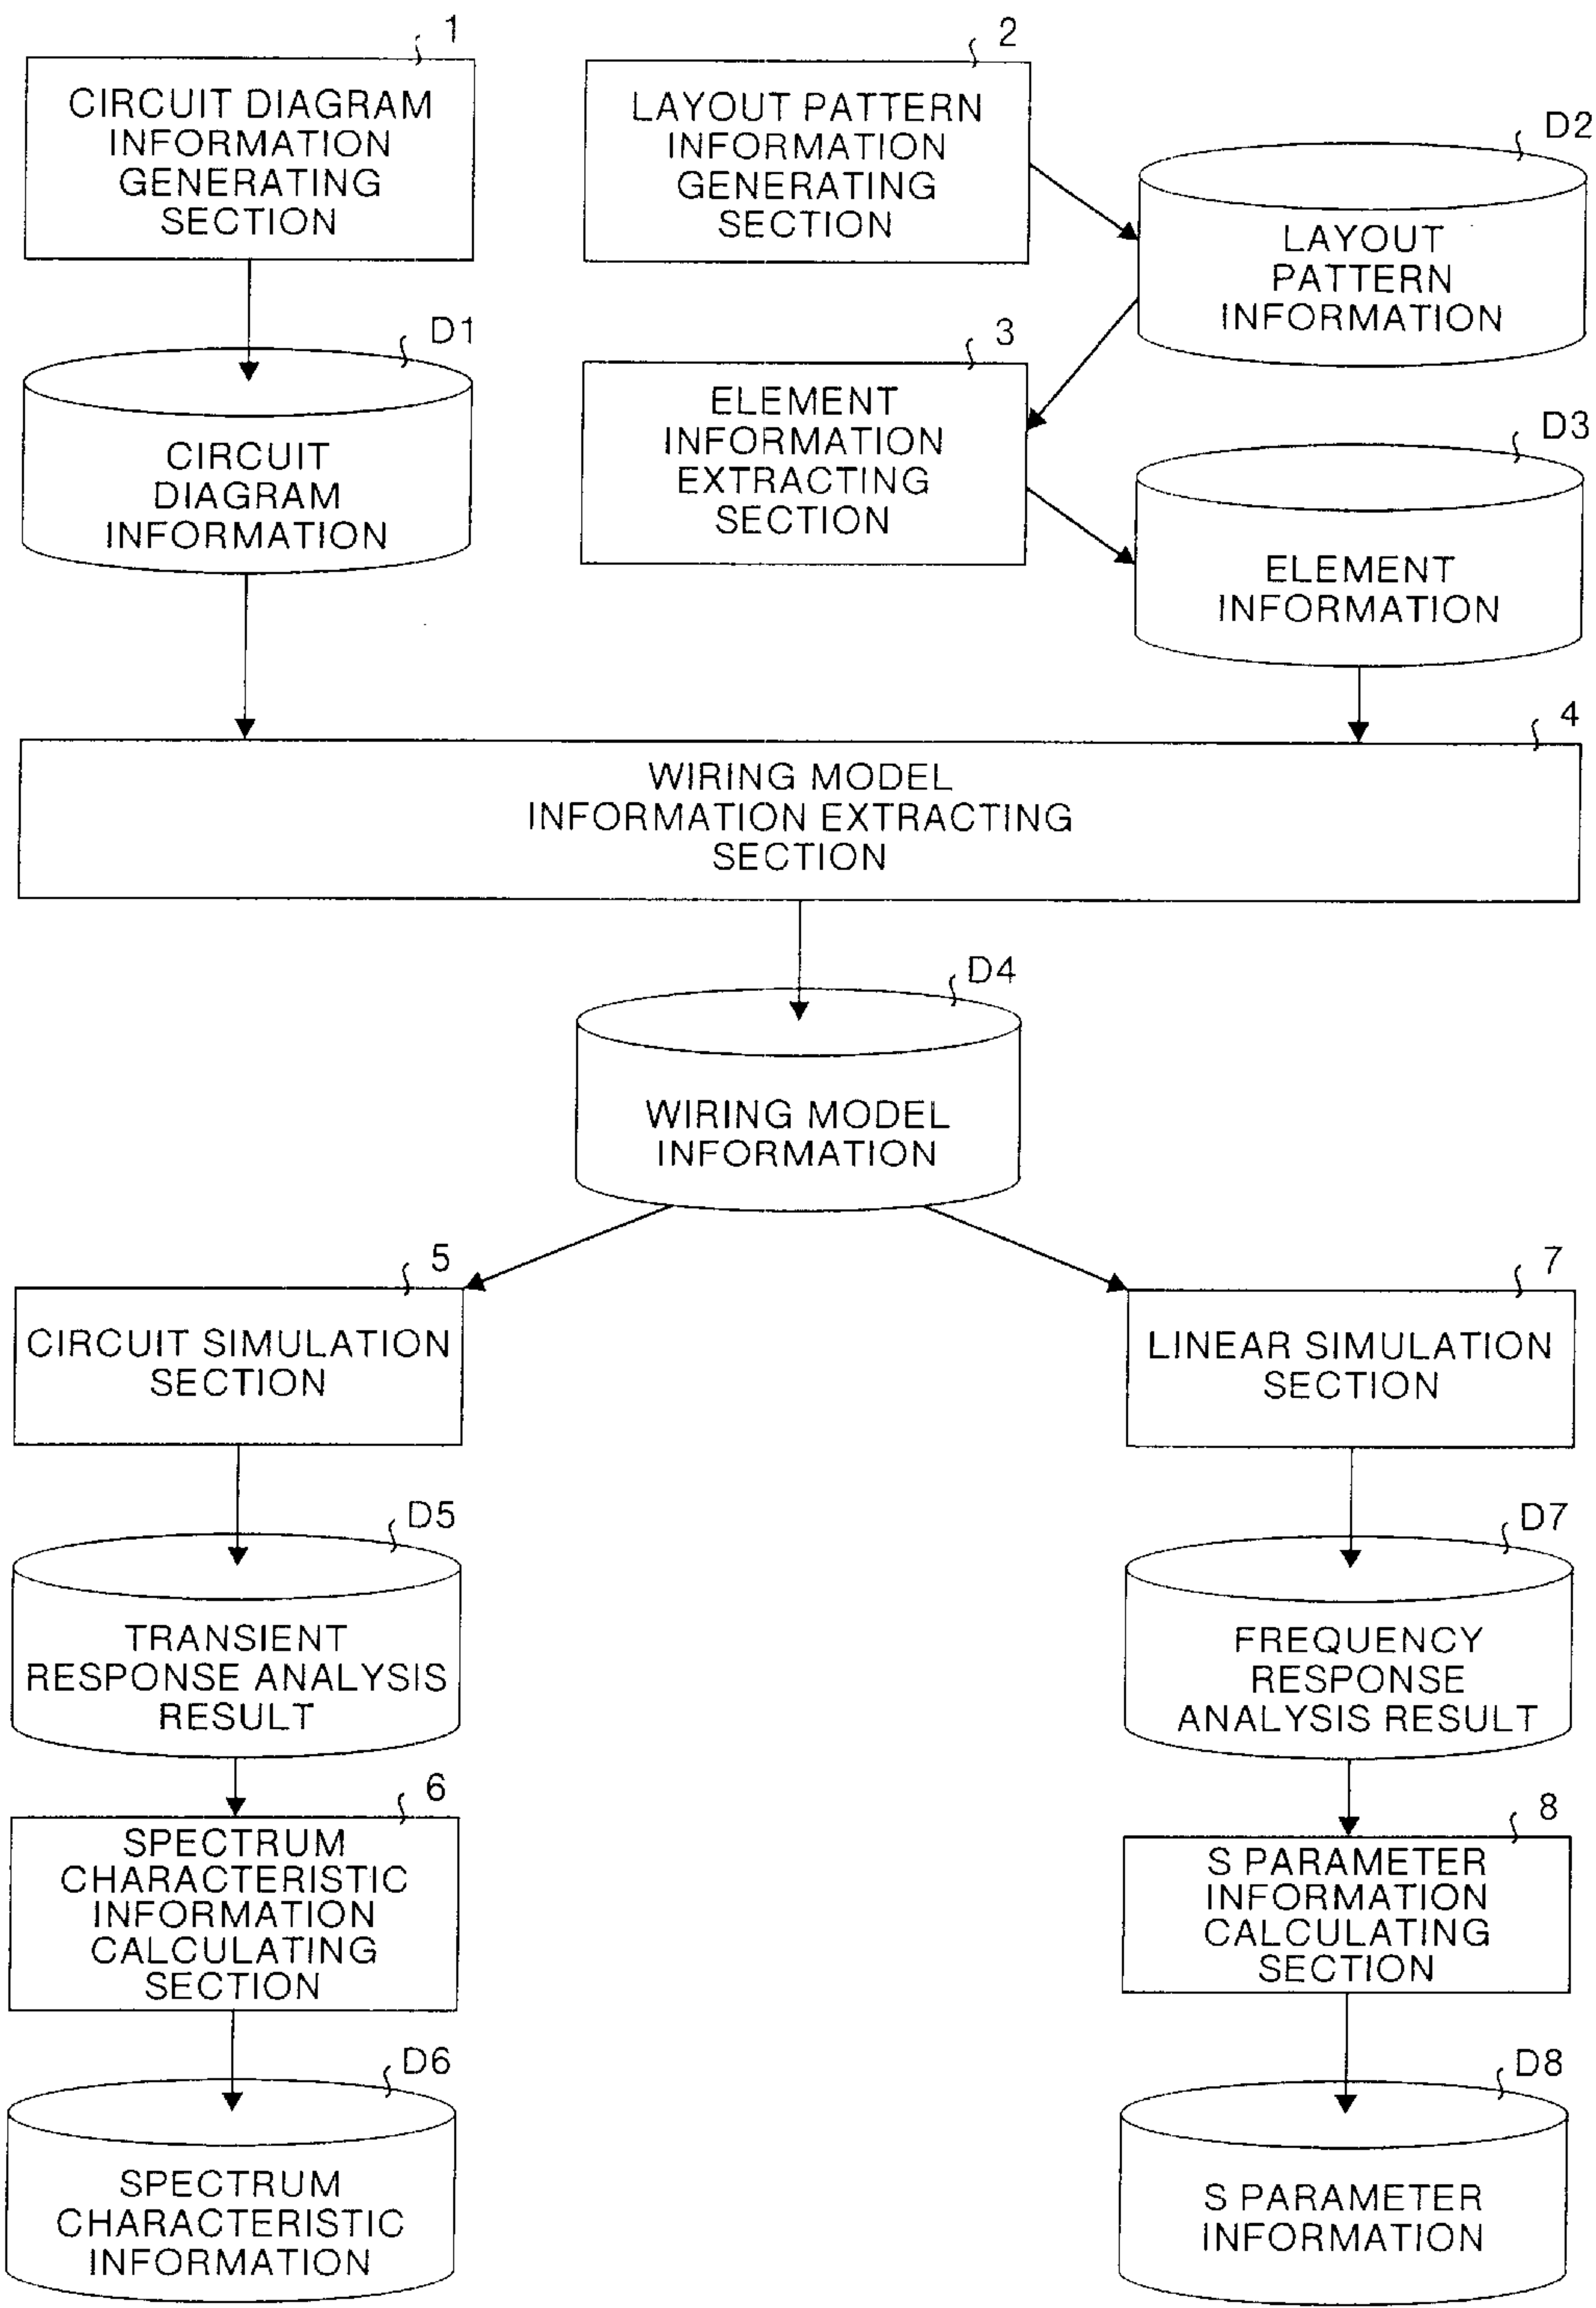 1
CIRCUIT DIAGRAM
INFORMATION
GENERATING
SECTION
2
LAYOUT PATTERN
INFORMATION
GENERATING
SECTION
D2
LAYOUT
PATTERN
INFORMATION
D1
CIRCUIT
DIAGRAM
INFORMATION
3
ELEMENT
INFORMATION
EXTRACTING
SECTION
D3
ELEMENT
INFORMATION
4
WIRING MODEL
INFORMATION EXTRACTING
SECTION
D4
WIRING MODEL
INFORMATION
5
CIRCUIT SIMULATION
SECTION
7
LINEAR SIMULATION
SECTION
D5
TRANSIENT
RESPONSE ANALYSIS
RESULT
D7
FREQUENCY
RESPONSE
ANALYSIS RESULT
6
SPECTRUM
CHARACTERISTIC
INFORMATION
CALCULATING
SECTION
8
S PARAMETER
INFORMATION
CALCULATING
SECTION
D6
SPECTRUM
CHARACTERISTIC
INFORMATION
D8
S PARAMETER
INFORMATION